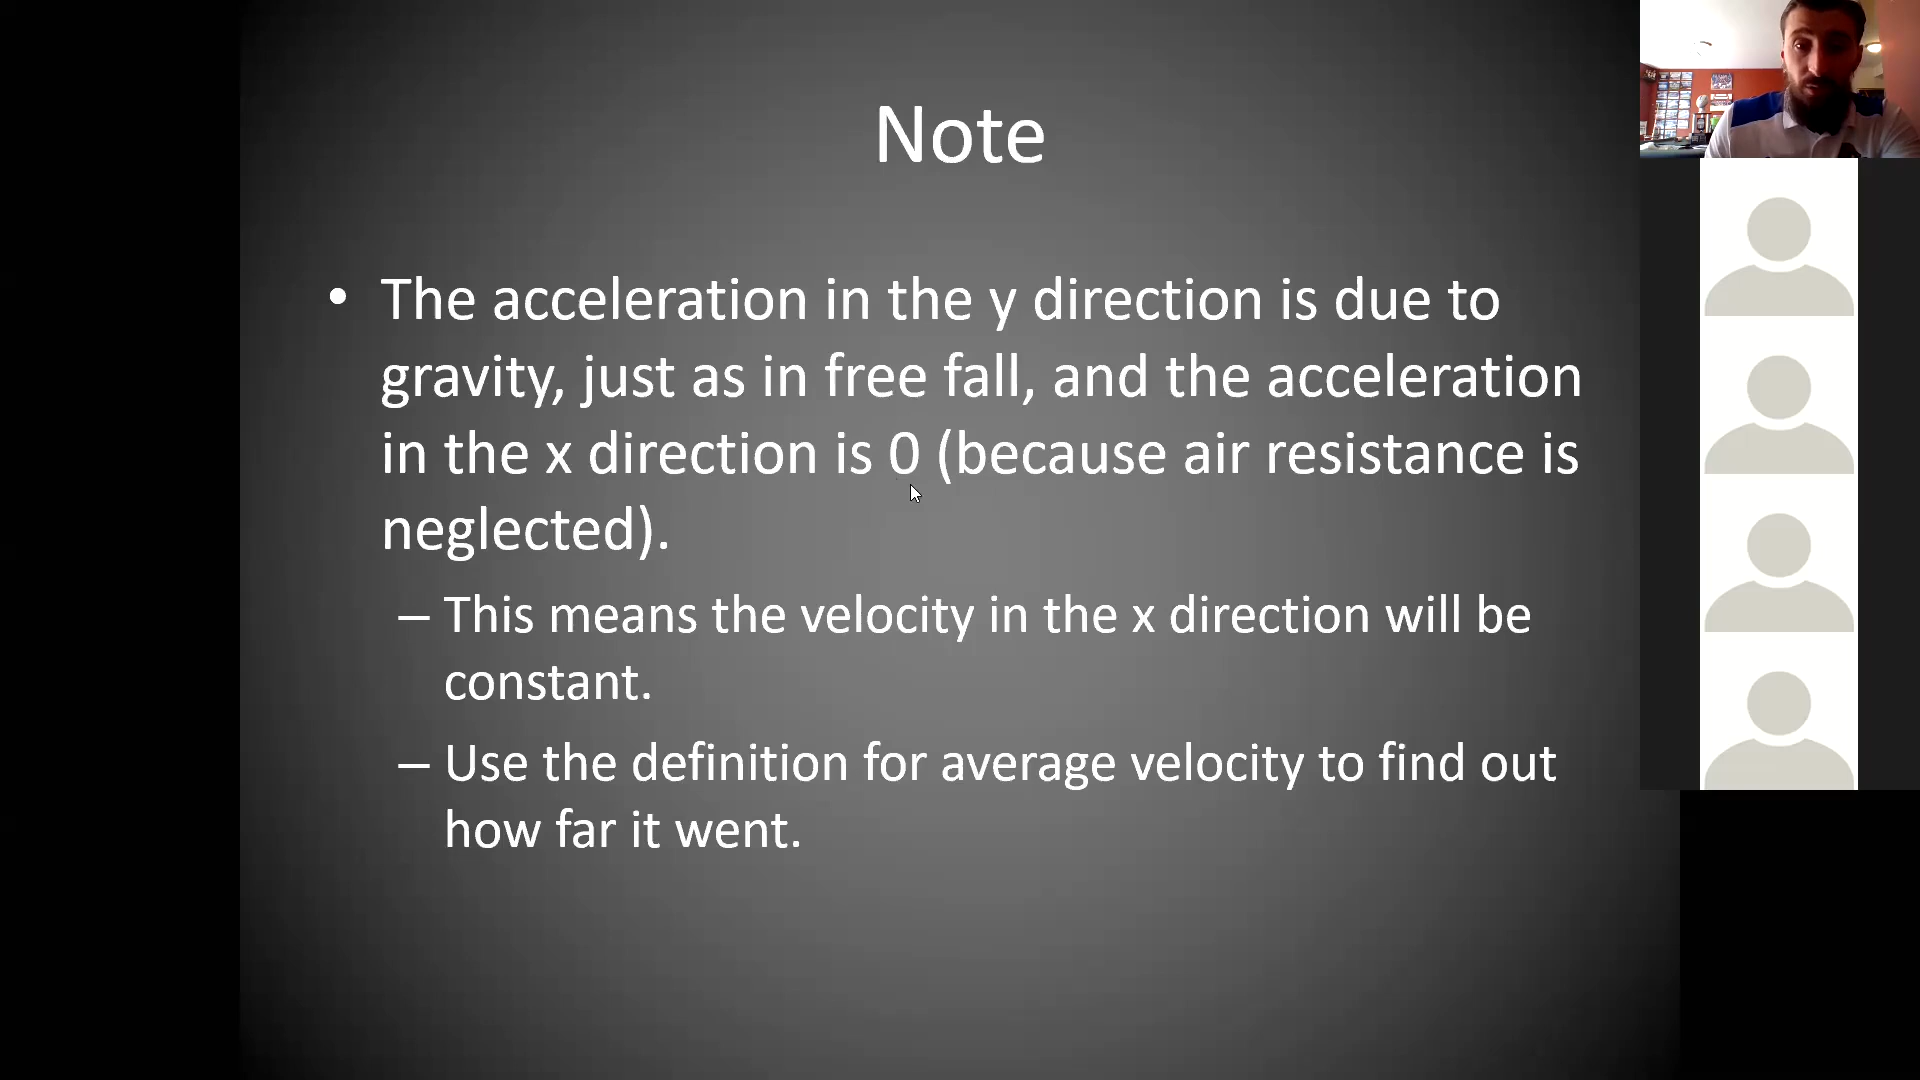 Note
• The acceleration in the y direction is due to
gravity, just as in free fall, and the acceleration
in the x direction is 0 (because air resistance is
neglected).
– This means the velocity in the x direction will be
constant.
– Use the definition for average velocity to find out
how far it went.